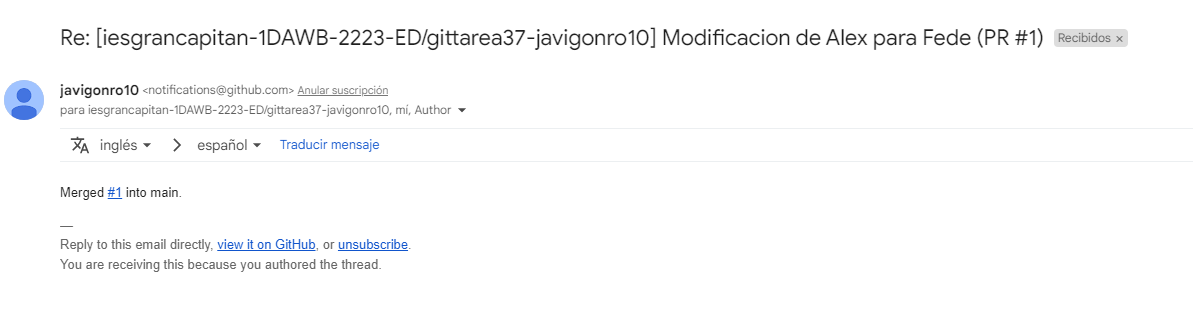 Re: [iesgrancapitan-1DAWB-2223-ED/gittarea37-javigonro10] Modificacion de Alex para Fede (PR #1) Recibidos ×
javigonro10 <notifications@github.com> Anular suscripción
para iesgrancapitan-1DAWB-2223-ED/gittarea37-javigonro10, mí, Author
inglés > español Traducir mensaje
Merged #1 into main.
—
Reply to this email directly, view it on GitHub, or unsubscribe.
You are receiving this because you authored the thread.